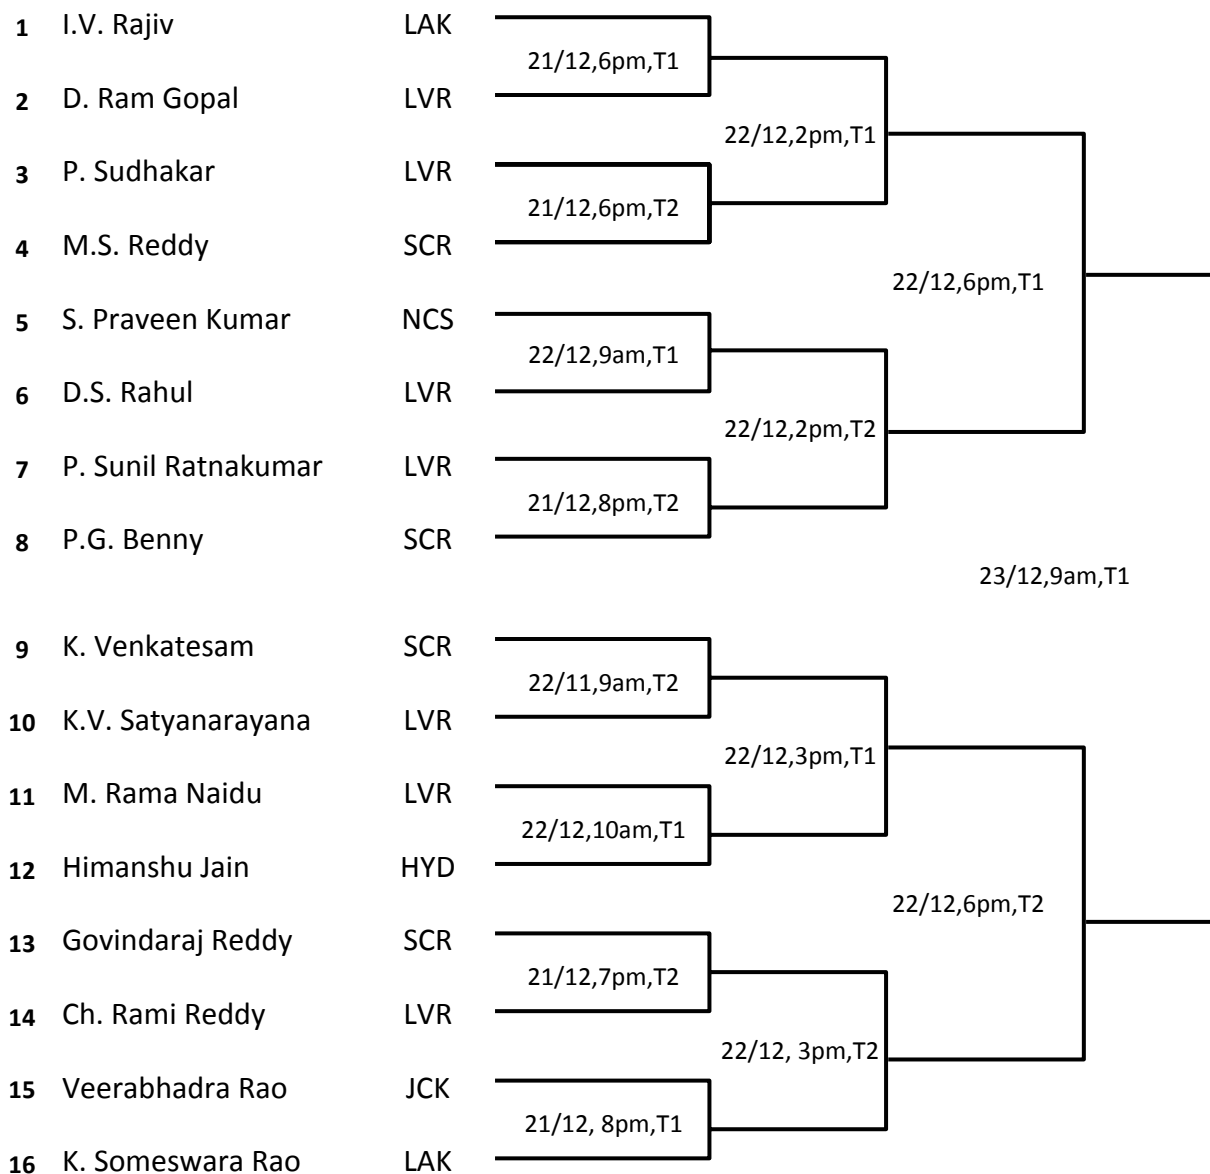 1 I.V. Rajiv LAK
21/12,6pm,T1
2 D. Ram Gopal LVR
22/12,2pm,T1
3 P. Sudhakar LVR
21/12,6pm,T2
4 M.S. Reddy SCR
22/12,6pm,T1
5 S. Praveen Kumar NCS
22/12,9am,T1
6 D.S. Rahul LVR
22/12,2pm,T2
7 P. Sunil Ratnakumar LVR
21/12,8pm,T2
8 P.G. Benny SCR
23/12,9am,T1
9 K. Venkatesam SCR
22/11,9am,T2
10 K.V. Satyanarayana LVR
22/12,3pm,T1
11 M. Rama Naidu LVR
22/12,10am,T1
12 Himanshu Jain HYD
22/12,6pm,T2
13 Govindaraj Reddy SCR
21/12,7pm,T2
14 Ch. Rami Reddy LVR
22/12, 3pm,T2
15 Veerabhadra Rao JCK
21/12, 8pm,T1
16 K. Someswara Rao LAK